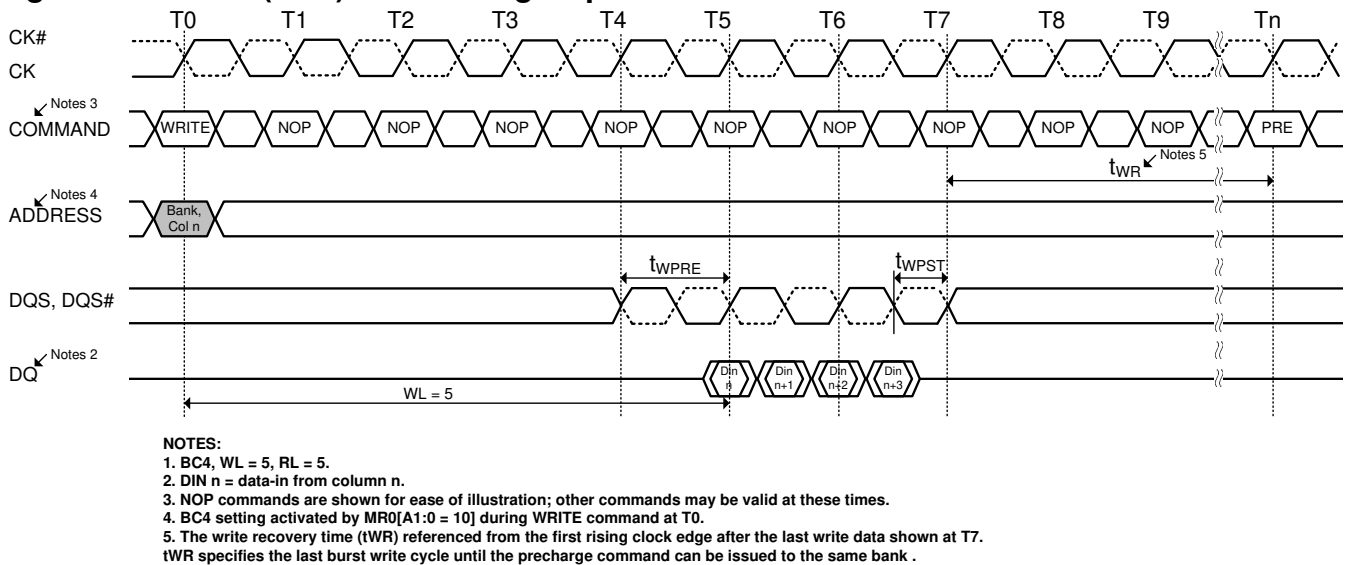 T0 T1 T2 T3 T4 T5 T6 T7 T8 T9 Tn
CK#
CK
Notes 3
COMMAND
WRITE NOP NOP NOP NOP NOP NOP NOP NOP NOP PRE
tWR Notes 5
Notes 4
ADDRESS
Bank,
Col n
tWPRE tWPST
DQS, DQS#
Notes 2
DQ
Din n Din n+1 Din n+2 Din n+3
WL = 5
NOTES:
1. BC4, WL = 5, RL = 5.
2. DIN n = data-in from column n.
3. NOP commands are shown for ease of illustration; other commands may be valid at these times.
4. BC4 setting activated by MR0[A1:0 = 10] during WRITE command at T0.
5. The write recovery time (tWR) referenced from the first rising clock edge after the last write data shown at T7.
tWR specifies the last burst write cycle until the precharge command can be issued to the same bank .